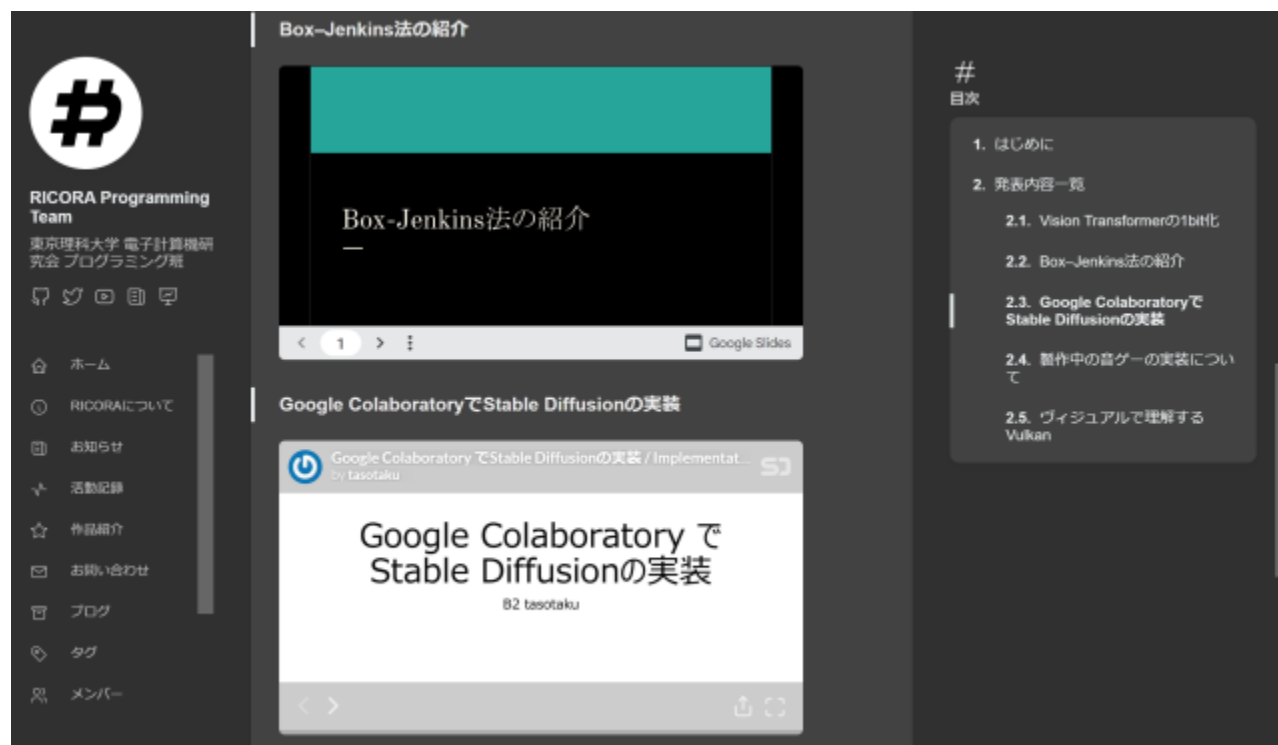 RICORA Programming
Team
東京理科大学 電子計算機研
究会 プログラミング班
ホーム
RICORAについて
お知らせ
活動記録
作品紹介
お問い合わせ
ブログ
タグ
メンバー
Box–Jenkins法の紹介
Box-Jenkins法の紹介
1
Google Slides
Google ColaboratoryでStable Diffusionの実装
Google Colaboratory でStable Diffusionの実装 / Implementat...
by tasotaku
Google Colaboratory で
Stable Diffusionの実装
B2 tasotaku
#
目次
1. はじめに
2. 発表内容一覧
2.1. Vision Transformerの1bit化
2.2. Box–Jenkins法の紹介
2.3. Google Colaboratoryで
Stable Diffusionの実装
2.4. 製作中の音ゲーの実装につい
て
2.5. ヴィジュアルで理解する
Vulkan